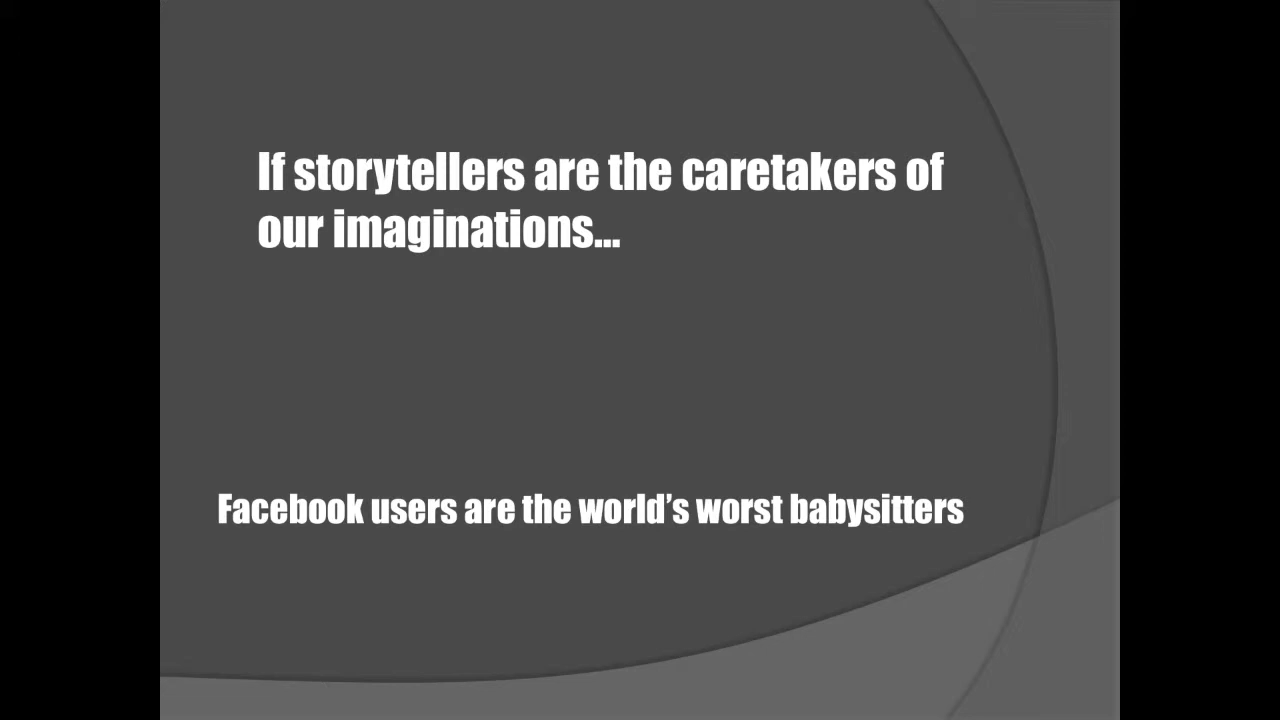 If storytellers are the caretakers of
our imaginations...
Facebook users are the world’s worst babysitters